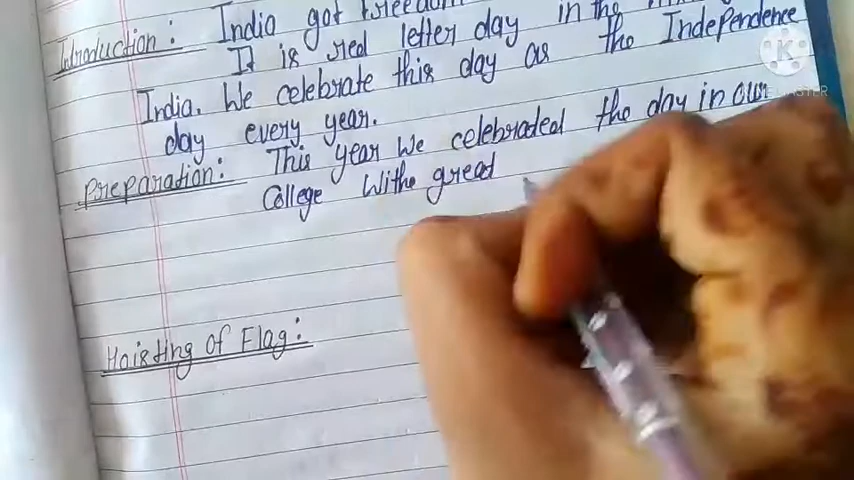 Introduction: India got freedom
It is red letter day in the
India. We celebrate this day as the Independence
day every year.
Preparation: This year we celebrated the day in our
College Withe great
Hoisting of Flag: